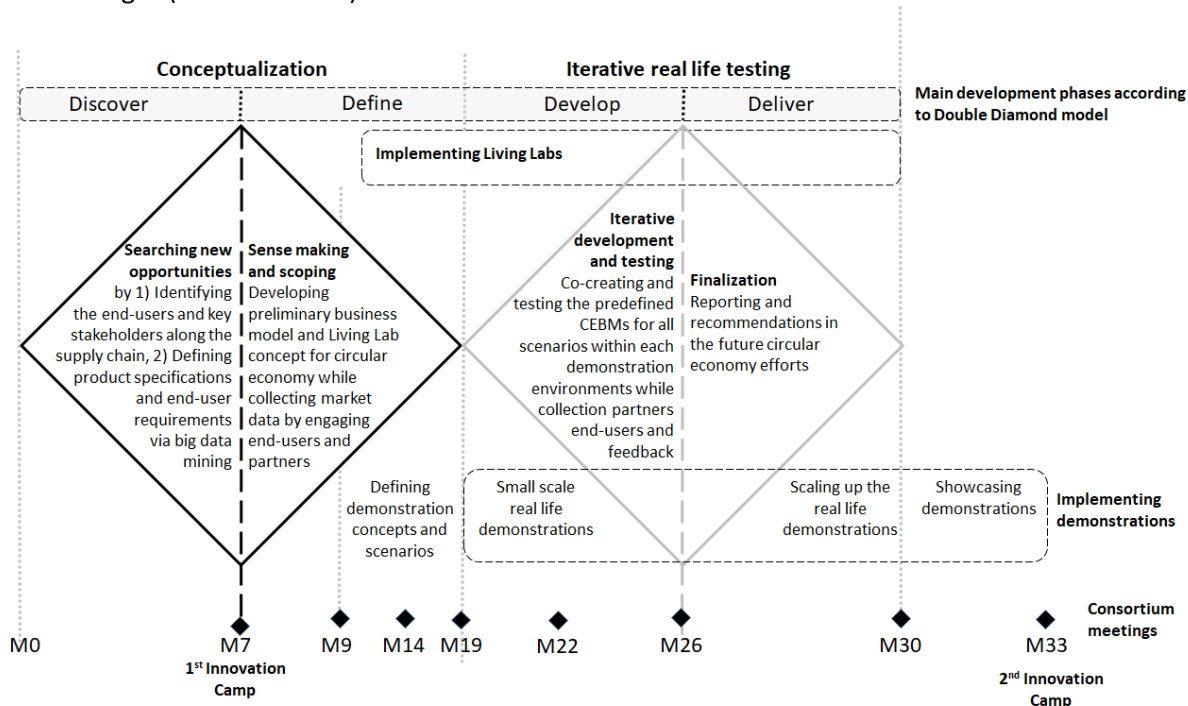 Conceptualization
Iterative real life testing
Discover
Define
Develop
Deliver
Main development phases according
to Double Diamond model
Implementing Living Labs
Searching new
opportunities
by 1) Identifying
the end-users and key
stakeholders along the
supply chain, 2) Defining
product specifications
and end-user
requirements
via big data
mining
Sense making
and scoping
Developing
preliminary business
model and Living Lab
concept for circular
economy while
collecting market
data by engaging
end-users and
partners
Iterative
development
and testing
Co-creating and
testing the predefined
CEBMs for all
scenarios within each
demonstration
environments while
collection partners
end-users and
feedback
Finalization
Reporting and
recommendations in
the future circular
economy efforts
Defining
demonstration
concepts and
scenarios
Small scale
real life
demonstrations
Scaling up the
real life
demonstrations
Showcasing
demonstrations
Implementing
demonstrations
Consortium
meetings
M0
M7
M9
M14
M19
M22
M26
M30
M33
1st Innovation
Camp
2nd Innovation
Camp